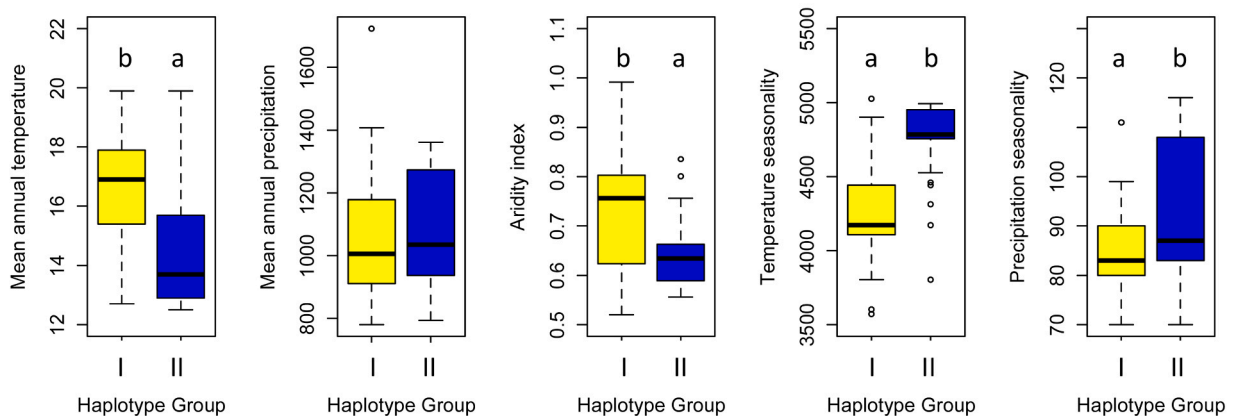 Mean annual temperature
22
20
18
16
14
12
b a
I II
Haplotype Group
Mean annual precipitation
1600
1400
1200
1000
800
I II
Haplotype Group
Aridity index
1.1
1.0
0.9
0.8
0.7
0.6
0.5
b a
I II
Haplotype Group
Temperature seasonality
5500
5000
4500
4000
3500
a b
I II
Haplotype Group
Precipitation seasonality
120
100
90
80
70
a b
I II
Haplotype Group